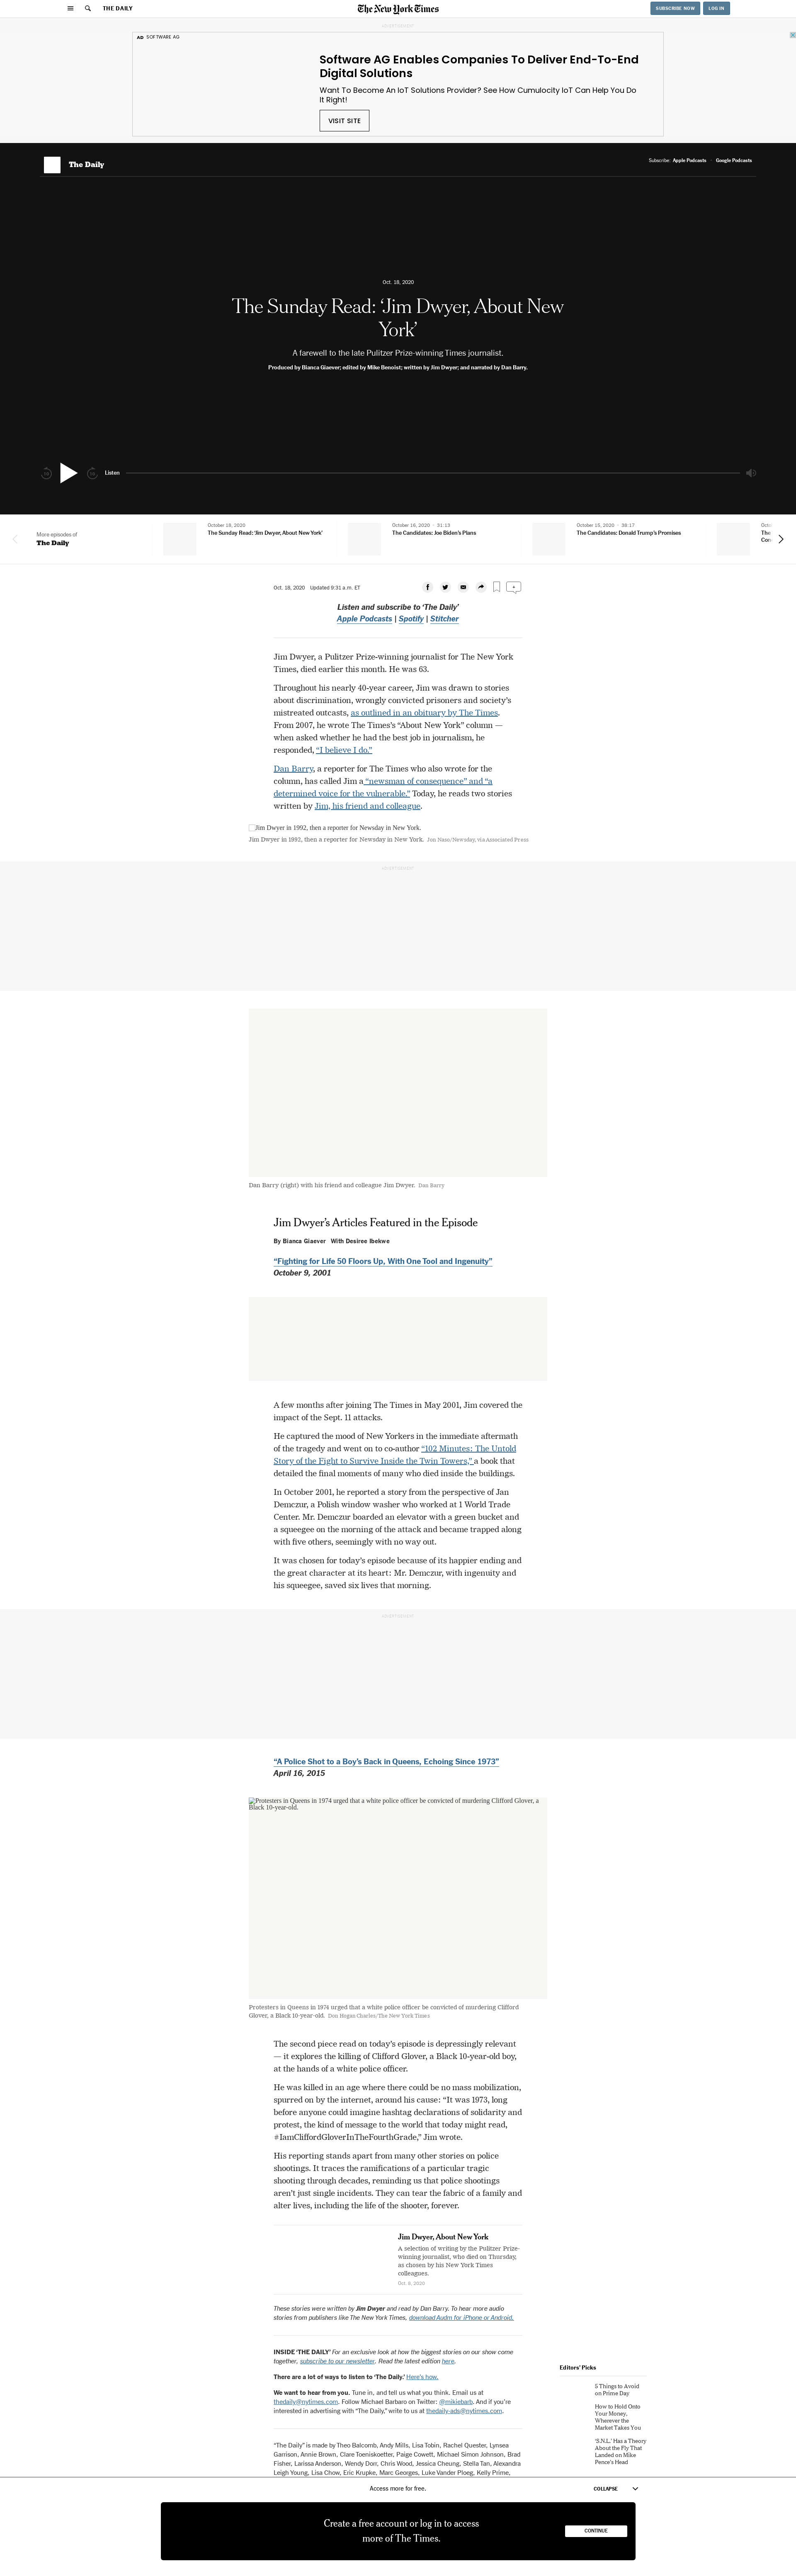 THE DAILY
The New York Times
SUBSCRIBE NOW
LOG IN
ADVERTISEMENT
AD SOFTWARE AG
Software AG Enables Companies To Deliver End-To-End
Digital Solutions
Want To Become An IoT Solutions Provider? See How Cumulocity IoT Can Help You Do
It Right!
VISIT SITE
The Daily
Subscribe: Apple Podcasts · Google Podcasts
Oct. 18, 2020
The Sunday Read: ‘Jim Dwyer, About New
York’
A farewell to the late Pulitzer Prize-winning Times journalist.
Produced by Bianca Giaever; edited by Mike Benoist; written by Jim Dwyer; and narrated by Dan Barry.
Listen
More episodes of
The Daily
October 18, 2020
The Sunday Read: ‘Jim Dwyer, About New York’
October 16, 2020 · 31:15
The Candidates: Joe Biden’s Plans
October 15, 2020 · 38:17
The Candidates: Donald Trump’s Promises
Oct. 18, 2020 Updated 9:31 a.m. ET
Listen and subscribe to ‘The Daily’
Apple Podcasts | Spotify | Stitcher
Jim Dwyer, a Pulitzer Prize-winning journalist for The New York
Times, died earlier this month. He was 63.
Throughout his nearly 40-year career, Jim was drawn to stories
about discrimination, wrongly convicted prisoners and society’s
mistreated outcasts, as outlined in an obituary by The Times.
From 2007, he wrote The Times’s “About New York” column —
when asked whether he had the best job in journalism, he
responded, “I believe I do.”
Dan Barry, a reporter for The Times who also wrote for the
column, has called Jim a “newsman of consequence” and “a
determined voice for the vulnerable.” Today, he reads two stories
written by Jim, his friend and colleague.
Jim Dwyer in 1992, then a reporter for Newsday in New York.
Jim Dwyer in 1992, then a reporter for Newsday in New York. Jon Naso/Newsday, via Associated Press
ADVERTISEMENT
Dan Barry (right) with his friend and colleague Jim Dwyer. Dan Barry
Jim Dwyer’s Articles Featured in the Episode
By Bianca Giaever With Desiree Ibekwe
“Fighting for Life 50 Floors Up, With One Tool and Ingenuity”
October 9, 2001
A few months after joining The Times in May 2001, Jim covered the
impact of the Sept. 11 attacks.
He captured the mood of New Yorkers in the immediate aftermath
of the tragedy and went on to co-author “102 Minutes: The Untold
Story of the Fight to Survive Inside the Twin Towers,” a book that
detailed the final moments of many who died inside the buildings.
In October 2001, he reported a story from the perspective of Jan
Demczur, a Polish window washer who worked at 1 World Trade
Center. Mr. Demczur boarded an elevator with a green bucket and
a squeegee on the morning of the attack and became trapped along
with five others, seemingly with no way out.
It was chosen for today’s episode because of its happier ending and
the great character at its heart: Mr. Demczur, with ingenuity and
his squeegee, saved six lives that morning.
ADVERTISEMENT
“A Police Shot to a Boy’s Back in Queens, Echoing Since 1973”
April 16, 2015
Protesters in Queens in 1974 urged that a white police officer be convicted of murdering Clifford Glover, a
Black 10-year-old.
Protesters in Queens in 1974 urged that a white police officer be convicted of murdering Clifford
Glover, a Black 10-year-old. Don Hogan Charles/The New York Times
The second piece read on today’s episode is depressingly relevant
— it explores the killing of Clifford Glover, a Black 10-year-old boy,
at the hands of a white police officer.
He was killed in an age where there could be no mass mobilization,
spurred on by the internet, around his cause: “It was 1973, long
before anyone could imagine hashtag declarations of solidarity and
protest, the kind of message to the world that today might read,
#IamCliffordGloverInTheFourthGrade,” Jim wrote.
His reporting stands apart from many other stories on police
shootings. It traces the ramifications of a particular tragic
shooting through decades, reminding us that police shootings
aren’t just single incidents. They can tear the fabric of a family and
alter lives, including the life of the shooter, forever.
Jim Dwyer, About New York
A selection of writing by the Pulitzer Prize-
winning journalist, who died on Thursday,
as chosen by his New York Times
colleagues.
Oct. 8, 2020
These stories were written by Jim Dwyer and read by Dan Barry. To hear more audio
stories from publishers like The New York Times, download Audm for iPhone or Android.
INSIDE ‘THE DAILY’ For an exclusive look at how the biggest stories on our show come
together, subscribe to our newsletter. Read the latest edition here.
There are a lot of ways to listen to ‘The Daily.’ Here’s how.
We want to hear from you. Tune in, and tell us what you think. Email us at
thedaily@nytimes.com. Follow Michael Barbaro on Twitter: @mikiebarb. And if you’re
interested in advertising with “The Daily,” write to us at thedaily-ads@nytimes.com.
“The Daily” is made by Theo Balcomb, Andy Mills, Lisa Tobin, Rachel Quester, Lynsea
Garrison, Annie Brown, Clare Toeniskoetter, Paige Cowett, Michael Simon Johnson, Brad
Fisher, Larissa Anderson, Wendy Dorr, Chris Wood, Jessica Cheung, Stella Tan, Alexandra
Leigh Young, Lisa Chow, Eric Krupke, Marc Georges, Luke Vander Ploeg, Kelly Prime,
Editors’ Picks
5 Things to Avoid
on Prime Day
How to Hold Onto
Your Money,
Wherever the
Market Takes You
‘S.N.L.’ Has a Theory
About the Fly That
Landed on Mike
Pence’s Head
Access more for free.
COLLAPSE
Create a free account or log in to access
more of The Times.
CONTINUE